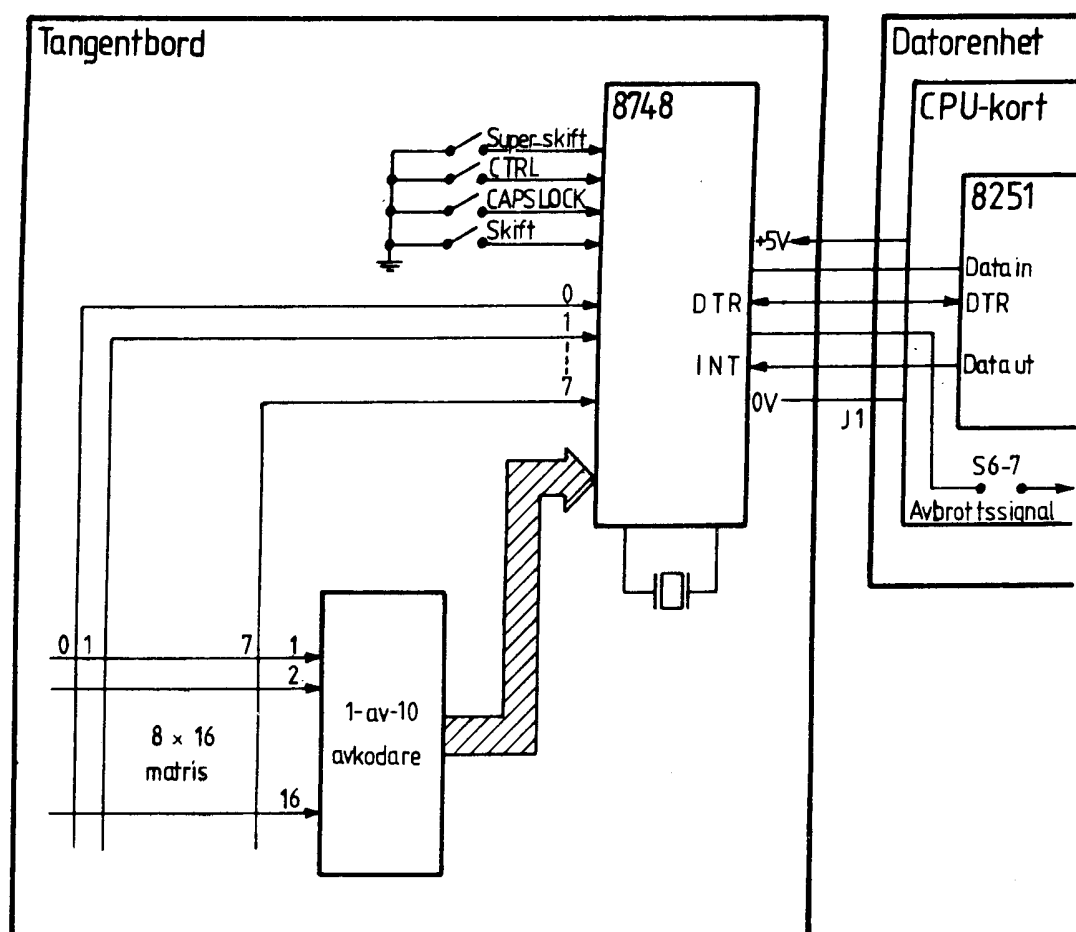 Tangentbord
Datorenhet
8748
CPU-kort
Super-skift
CTRL
CAPSLOCK
Skift
8251
+5V
Data in
0
DTR
DTR
1
INT
Data ut
7
0V
J1
S6-7
Avbrottssignal
0 1 7 1
2
1-av-10
avkodare
8 × 16
matris
16